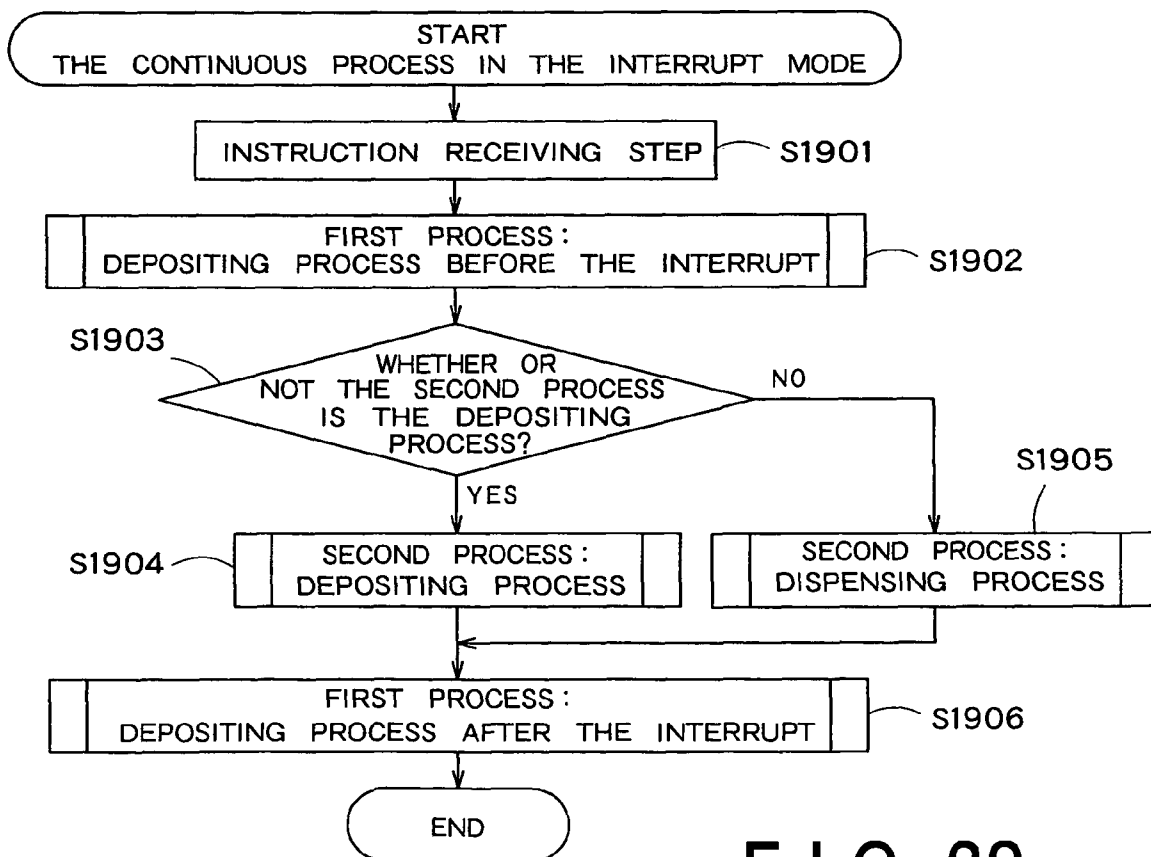 START
THE CONTINUOUS PROCESS IN THE INTERRUPT MODE
INSTRUCTION RECEIVING STEP
S1901
FIRST PROCESS:
DEPOSITING PROCESS BEFORE THE INTERRUPT
S1902
S1903
WHETHER OR
NOT THE SECOND PROCESS
IS THE DEPOSITING
PROCESS?
NO
YES
S1905
S1904
SECOND PROCESS:
DEPOSITING PROCESS
SECOND PROCESS:
DISPENSING PROCESS
FIRST PROCESS:
DEPOSITING PROCESS AFTER THE INTERRUPT
S1906
END